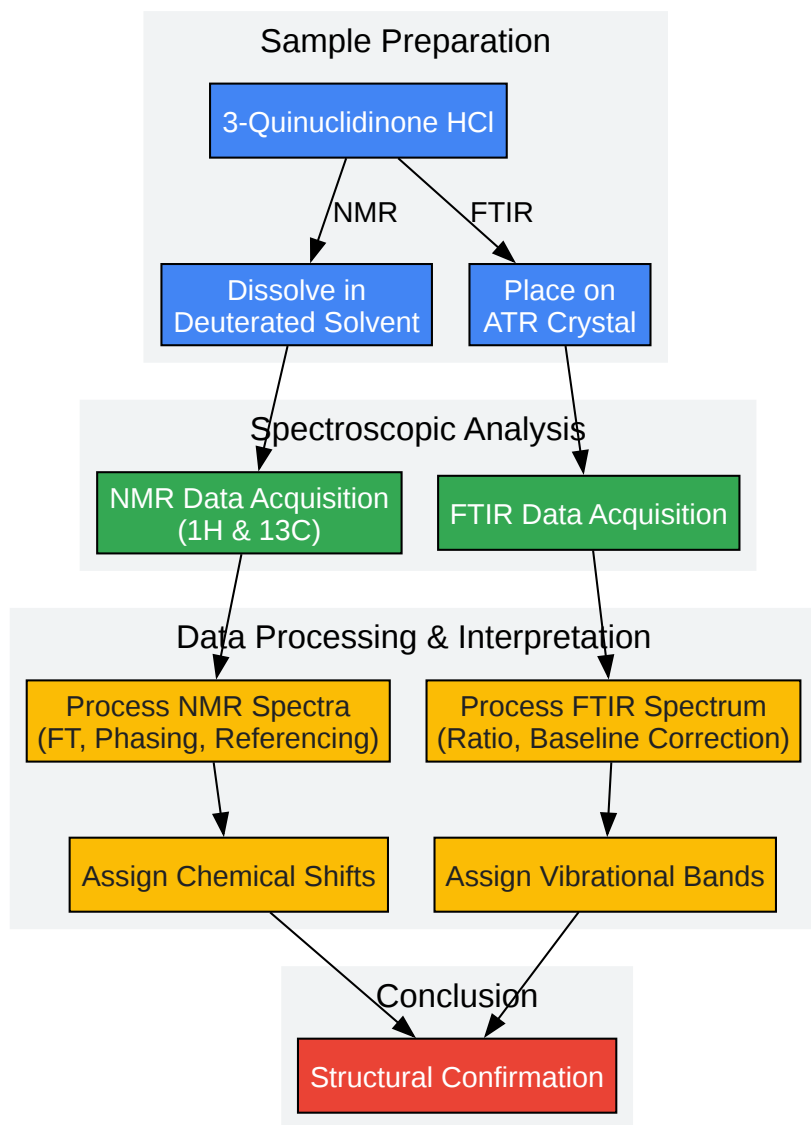 Sample Preparation
3-Quinuclidinone HCl
NMR
FTIR
Dissolve in
Deuterated Solvent
Place on
ATR Crystal
Spectroscopic Analysis
NMR Data Acquisition
(1H & 13C)
FTIR Data Acquisition
Data Processing & Interpretation
Process NMR Spectra
(FT, Phasing, Referencing)
Process FTIR Spectrum
(Ratio, Baseline Correction)
Assign Chemical Shifts
Assign Vibrational Bands
Conclusion
Structural Confirmation